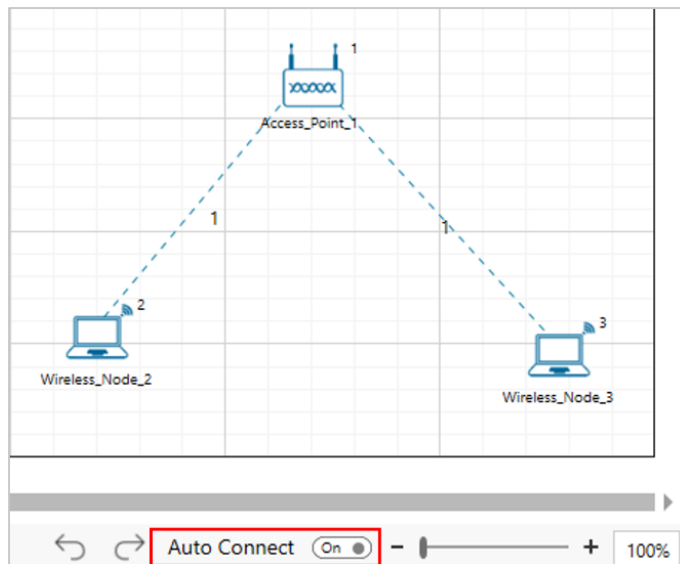 1
Access_Point_1
1
1
2
3
Wireless_Node_2
Wireless_Node_3
Auto Connect On - + 100%